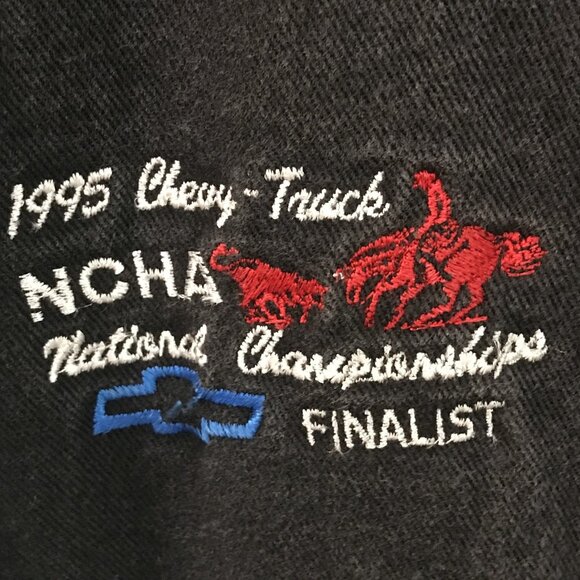 1995 Chevy-Truck
NCHA
National Championships
FINALIST